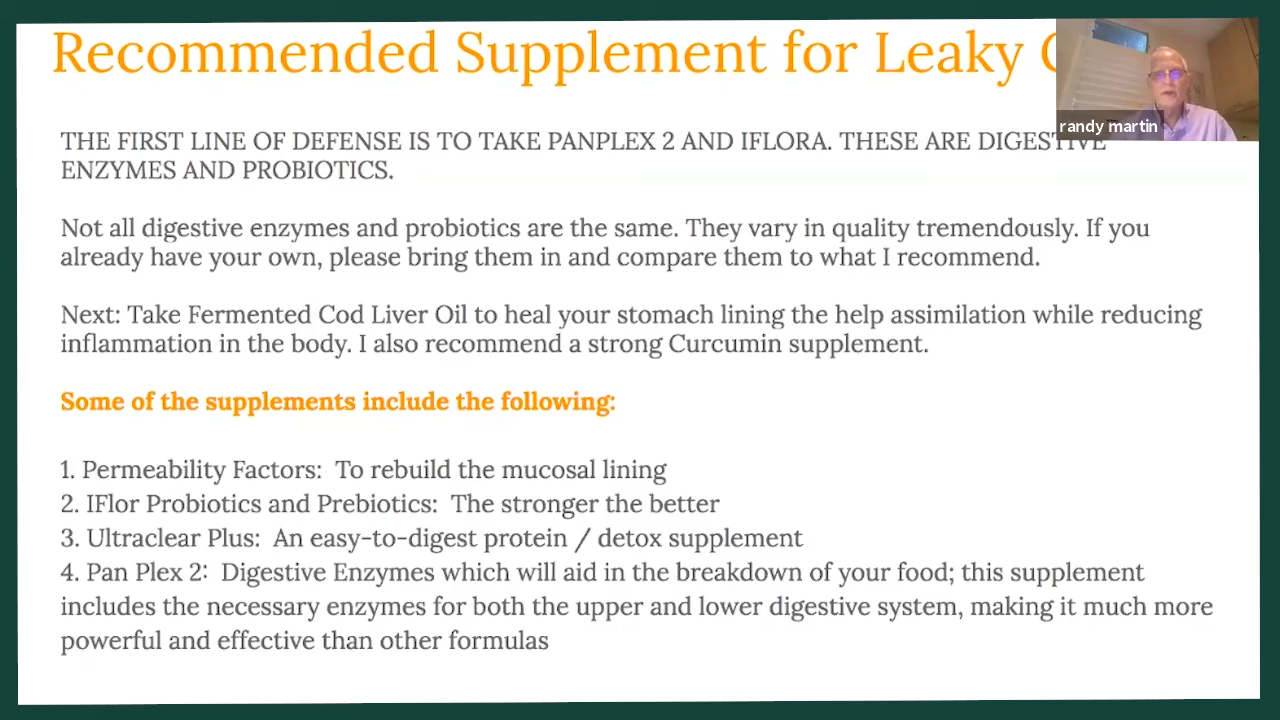 Recommended Supplement for Leaky
randy martin
THE FIRST LINE OF DEFENSE IS TO TAKE PANPLEX 2 AND IFLORA. THESE ARE DIGESTIVE
ENZYMES AND PROBIOTICS.
Not all digestive enzymes and probiotics are the same. They vary in quality tremendously. If you
already have your own, please bring them in and compare them to what I recommend.
Next: Take Fermented Cod Liver Oil to heal your stomach lining the help assimilation while reducing
inflammation in the body. I also recommend a strong Curcumin supplement.
Some of the supplements include the following:
1. Permeability Factors: To rebuild the mucosal lining
2. IFlor Probiotics and Prebiotics: The stronger the better
3. Ultraclear Plus: An easy-to-digest protein / detox supplement
4. Pan Plex 2: Digestive Enzymes which will aid in the breakdown of your food; this supplement
includes the necessary enzymes for both the upper and lower digestive system, making it much more
powerful and effective than other formulas